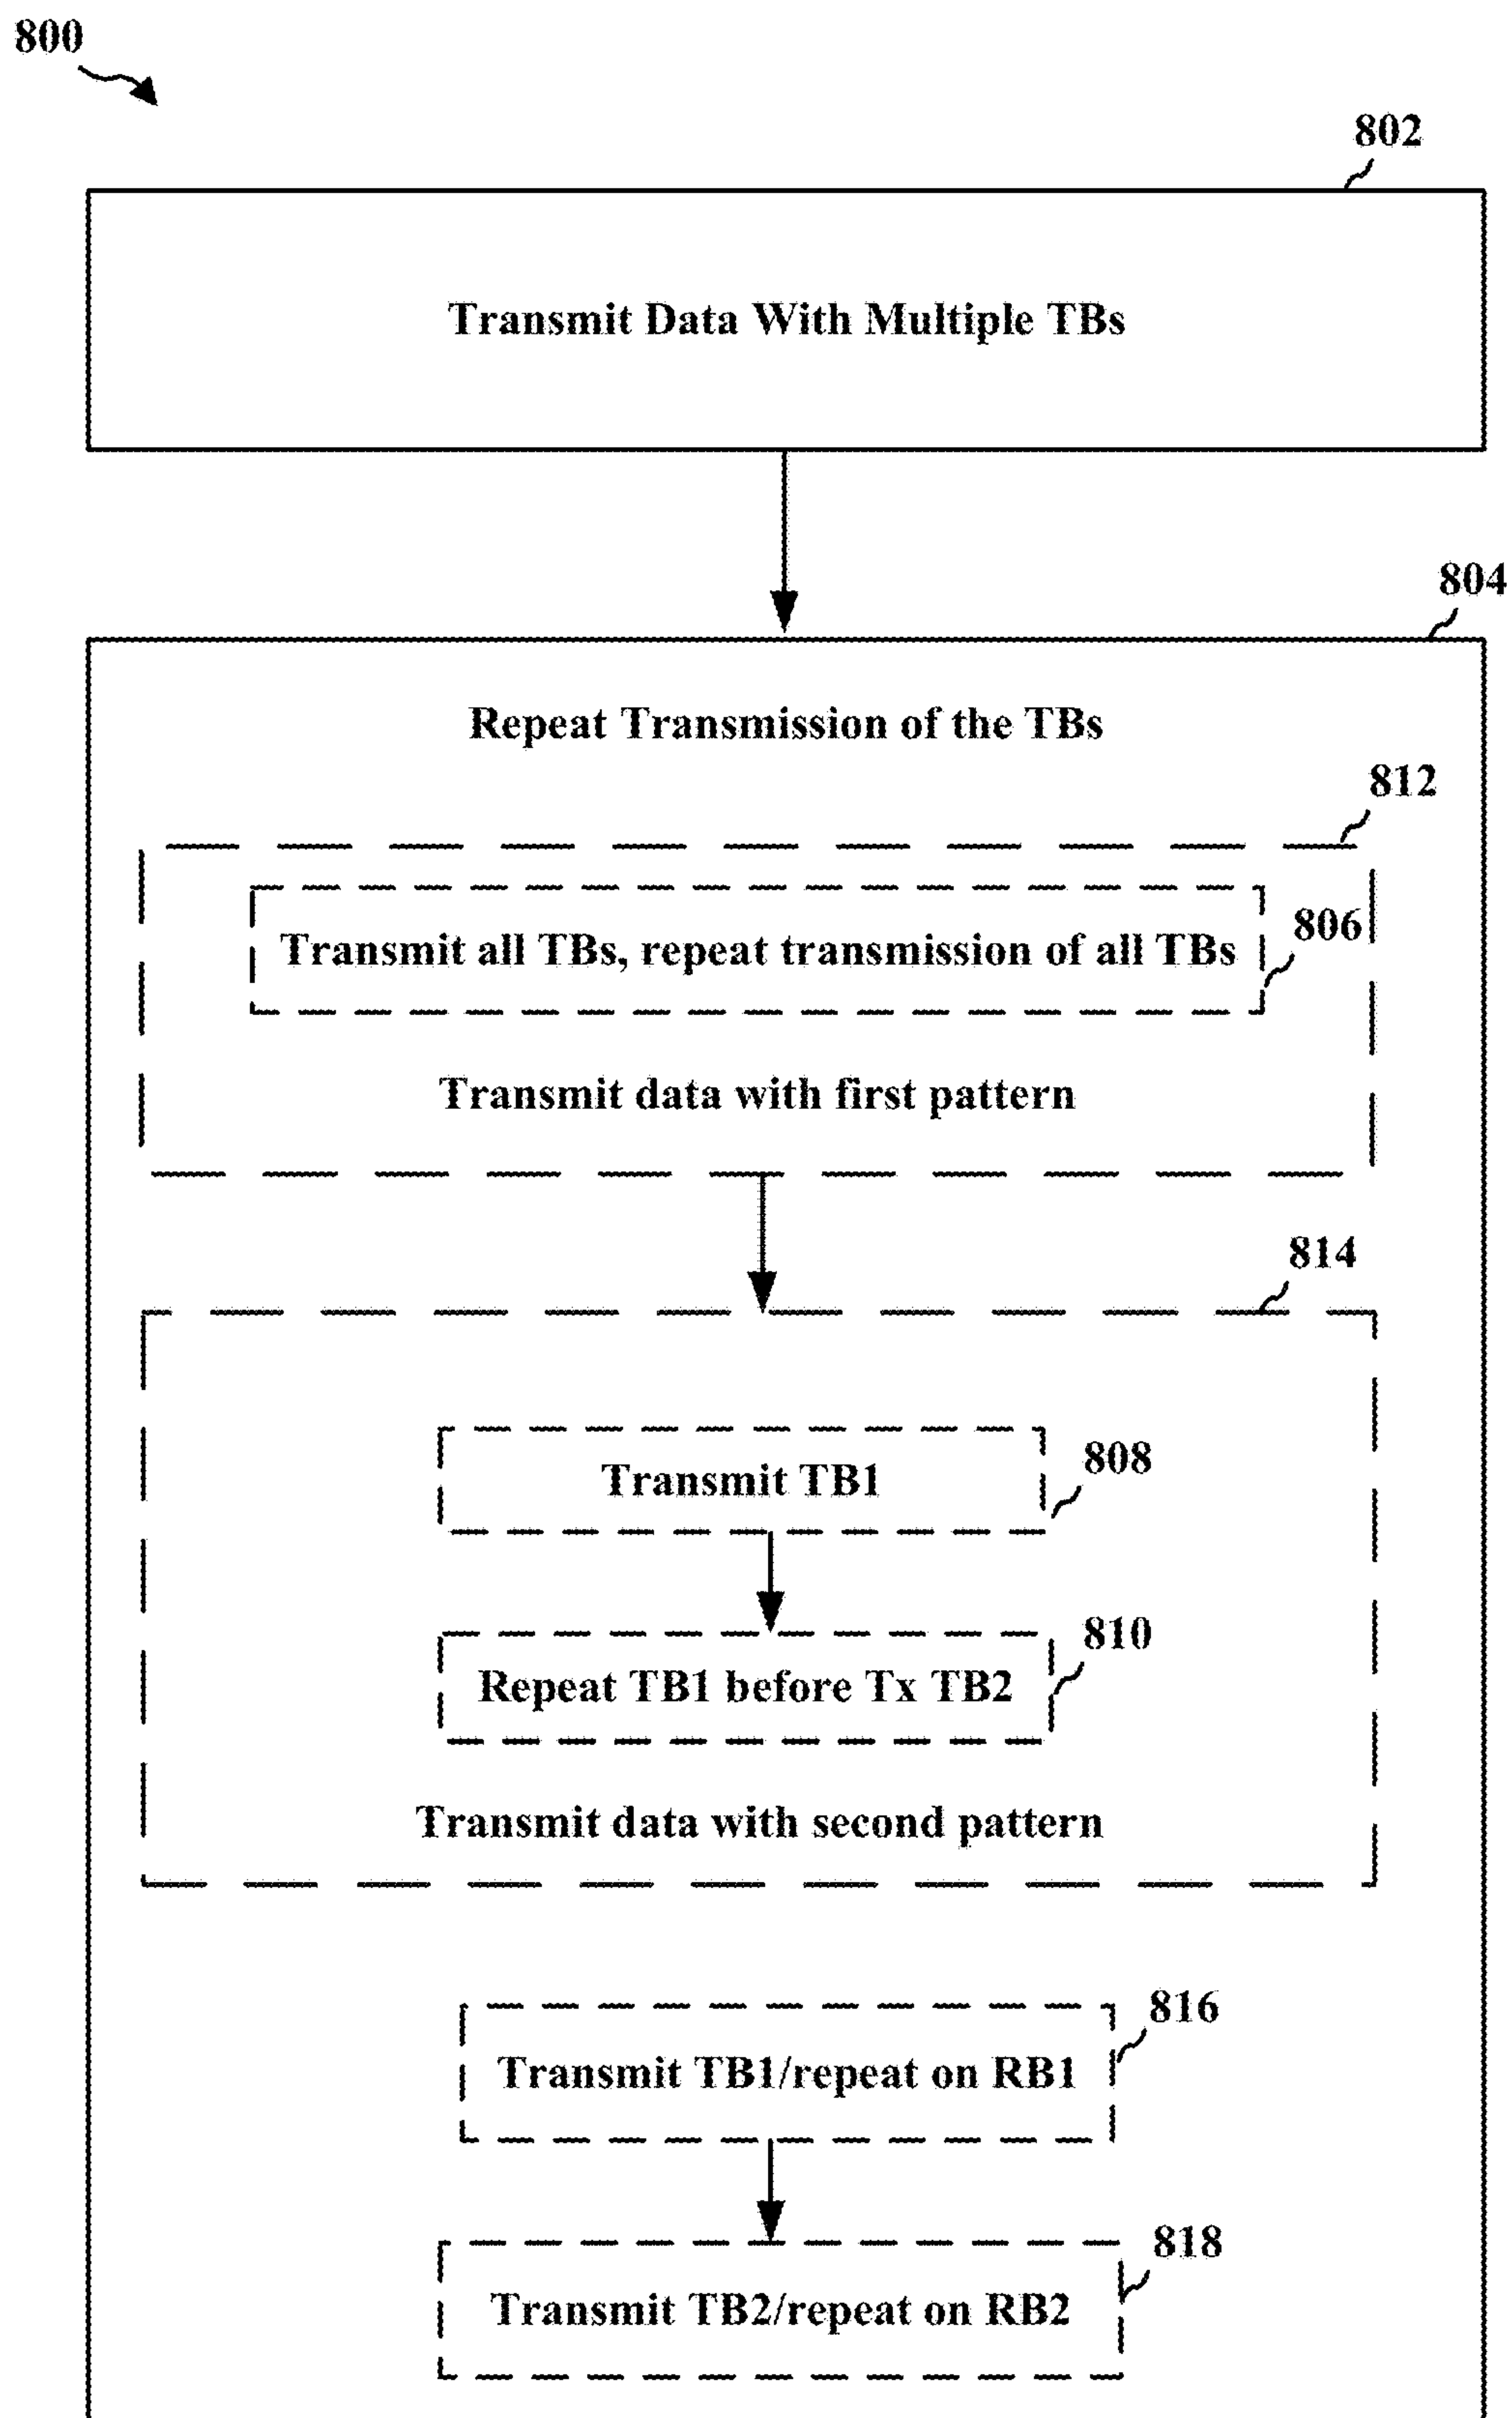 800
802
Transmit Data With Multiple TBs
804
Repeat Transmission of the TBs
812
Transmit all TBs, repeat transmission of all TBs
806
Transmit data with first pattern
814
Transmit TB1
808
Repeat TB1 before Tx TB2
810
Transmit data with second pattern
816
Transmit TB1/repeat on RB1
818
Transmit TB2/repeat on RB2